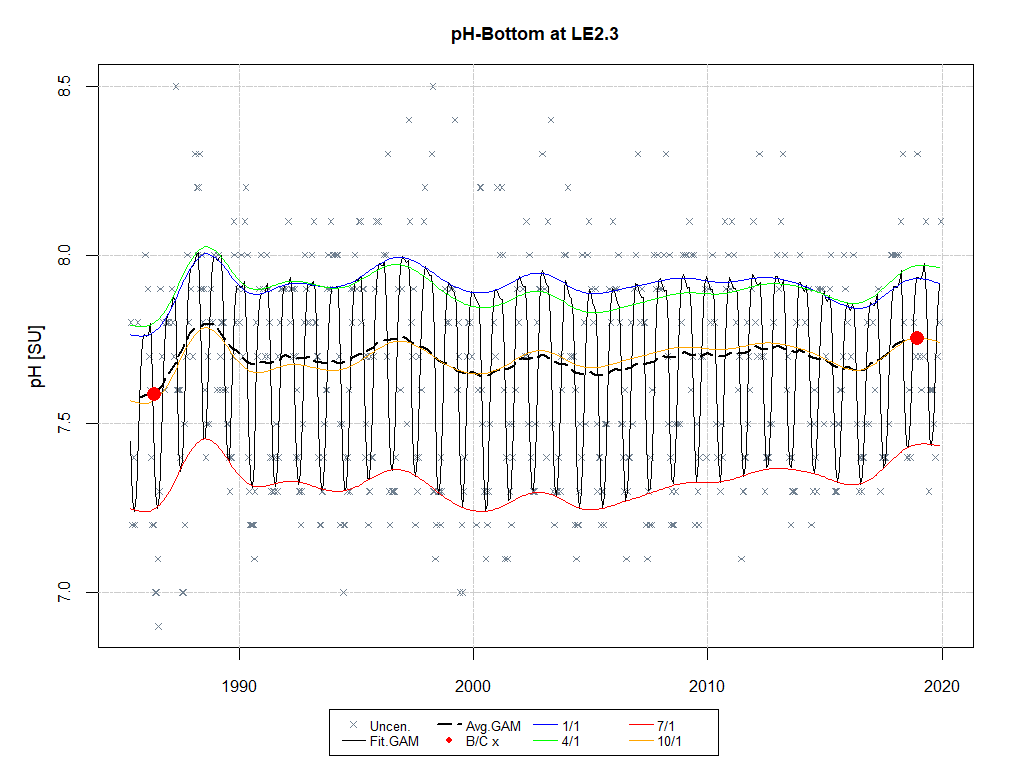 pH-Bottom at LE2.3
pH [SU]
8.5
8.0
7.5
7.0
1990 2000 2010 2020
Uncen. Avg.GAM 1/1 7/1
Fit.GAM B/C x 4/1 10/1